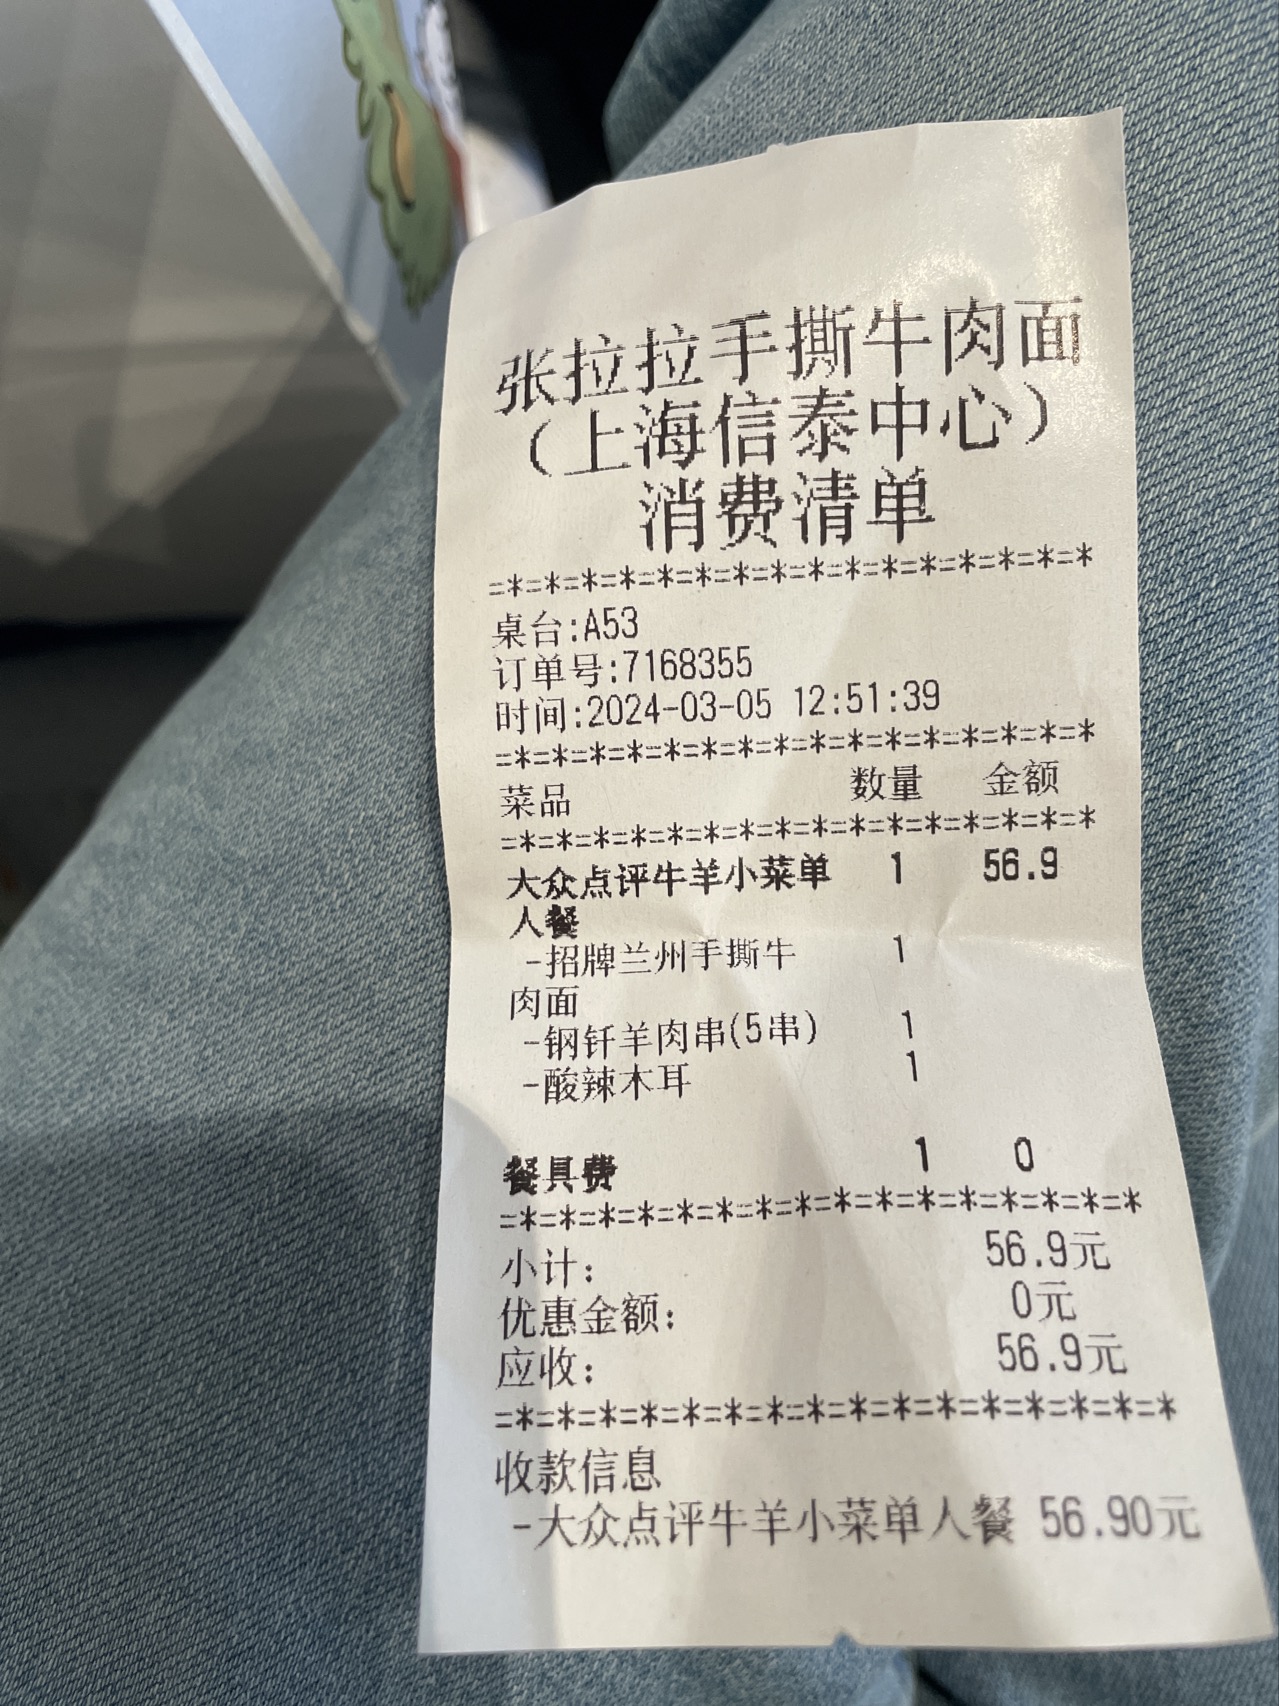 张拉拉手撕牛肉面
（上海信泰中心）
消费清单
=*=*=*=*=*=*=*=*=*=*=*=*=*=*=*=*
桌台:A53
订单号:7168355
时间:2024-03-05 12:51:39
=*=*=*=*=*=*=*=*=*=*=*=*=*=*=*=*
菜品 数量 金额
=*=*=*=*=*=*=*=*=*=*=*=*=*=*=*=*
大众点评牛羊小菜单 1 56.9
人餐
-招牌兰州手撕牛 1
肉面
-钢钎羊肉串(5串) 1
-酸辣木耳 1
餐具费 1 0
=*=*=*=*=*=*=*=*=*=*=*=*=*=*=*=*
小计: 56.9元
优惠金额: 0元
应收: 56.9元
=*=*=*=*=*=*=*=*=*=*=*=*=*=*=*=*
收款信息
-大众点评牛羊小菜单人餐 56.90元